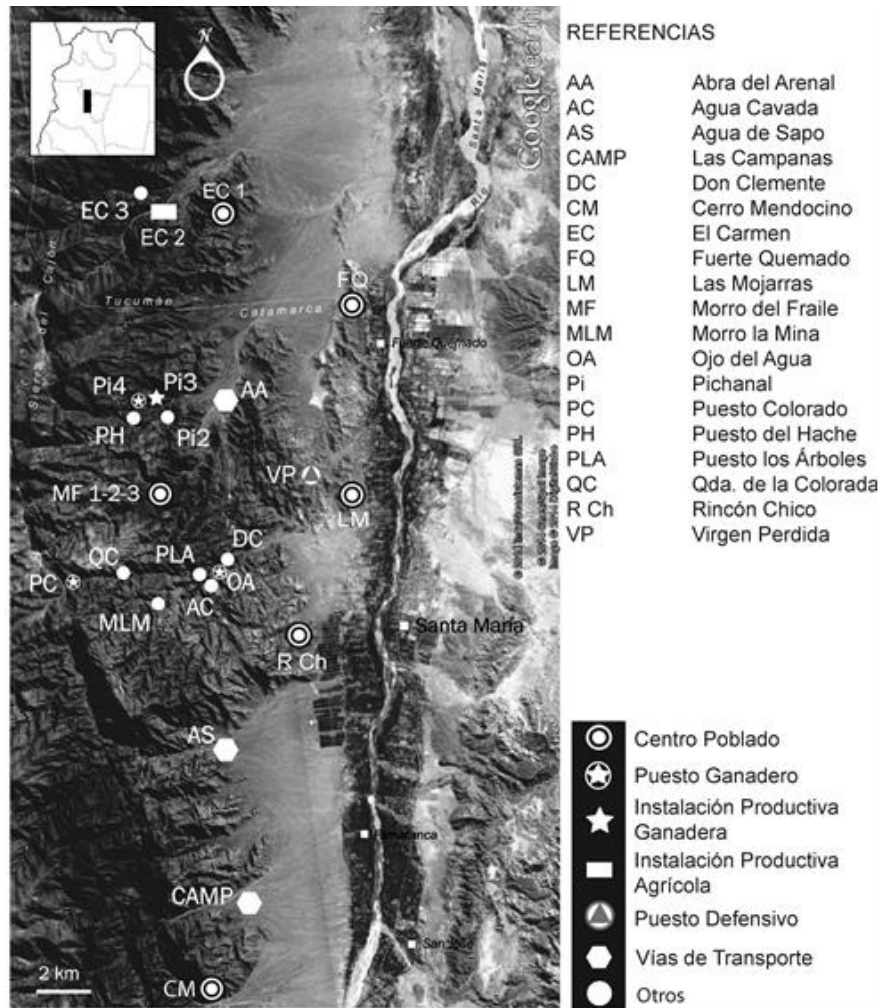 N
REFERENCIAS
AA Abra del Arenal
AC Agua Cavada
AS Agua de Sapo
CAMP Las Campanas
DC Don Clemente
CM Cerro Mendocino
EC El Carmen
FQ Fuerte Quemado
LM Las Mojarras
MF Morro del Fraile
MLM Morro la Mina
OA Ojo del Agua
Pi Pichanal
PC Puesto Colorado
PH Puesto del Hache
PLA Puesto los Árboles
QC Qda. de la Colorada
R Ch Rincón Chico
VP Virgen Perdida
Google earth
Río Santa María
EC 3
EC 2
EC 1
Sierra del Cajón
Tucumán
Catamarca
FQ
Fuerte Quemado
Pi4
Pi3
AA
PH
Pi2
VP
MF 1-2-3
LM
DC
QC
PLA
PC
OA
AC
MLM
Santa María
R Ch
AS
CAMP
San José
CM
2 km
Centro Poblado
Puesto Ganadero
Instalación Productiva
Ganadera
Instalación Productiva
Agrícola
Puesto Defensivo
Vías de Transporte
Otros